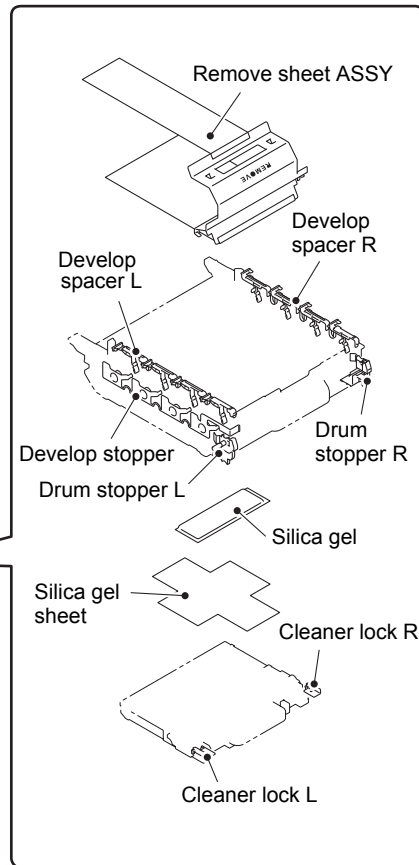 Remove sheet ASSY
REMOVE
Develop
spacer R
Develop
spacer L
Develop stopper
Drum
stopper R
Drum stopper L
Silica gel
Silica gel
sheet
Cleaner lock R
Cleaner lock L